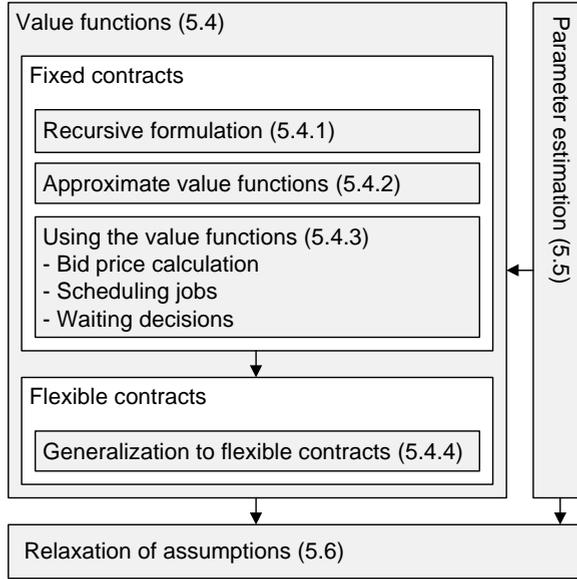 Value functions (5.4)
Fixed contracts
Recursive formulation (5.4.1)
Approximate value functions (5.4.2)
Using the value functions (5.4.3)
- Bid price calculation
- Scheduling jobs
- Waiting decisions
Flexible contracts
Generalization to flexible contracts (5.4.4)
Parameter estimation (5.5)
Relaxation of assumptions (5.6)